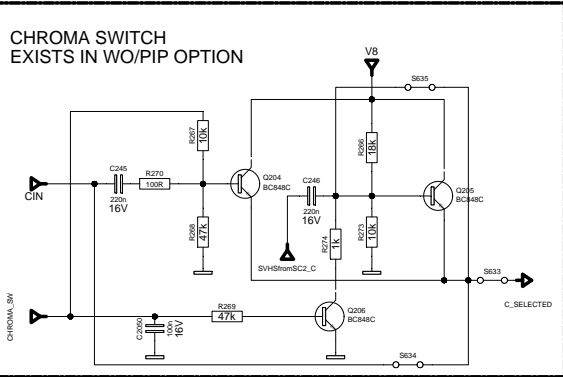 CHROMA SWITCH
EXISTS IN WO/PIP OPTION
V8
S635
R267
10k
R266
18k
C245
R270
100R
220n
16V
Q204
BC848C
C246
220n
16V
Q205
BC848C
CIN
R268
47k
R274
1k
R273
10k
SVHSfromSC2_C
S633
C_SELECTED
CHROMA_SW
R269
47k
Q206
BC848C
C2050
100n
16V
S634